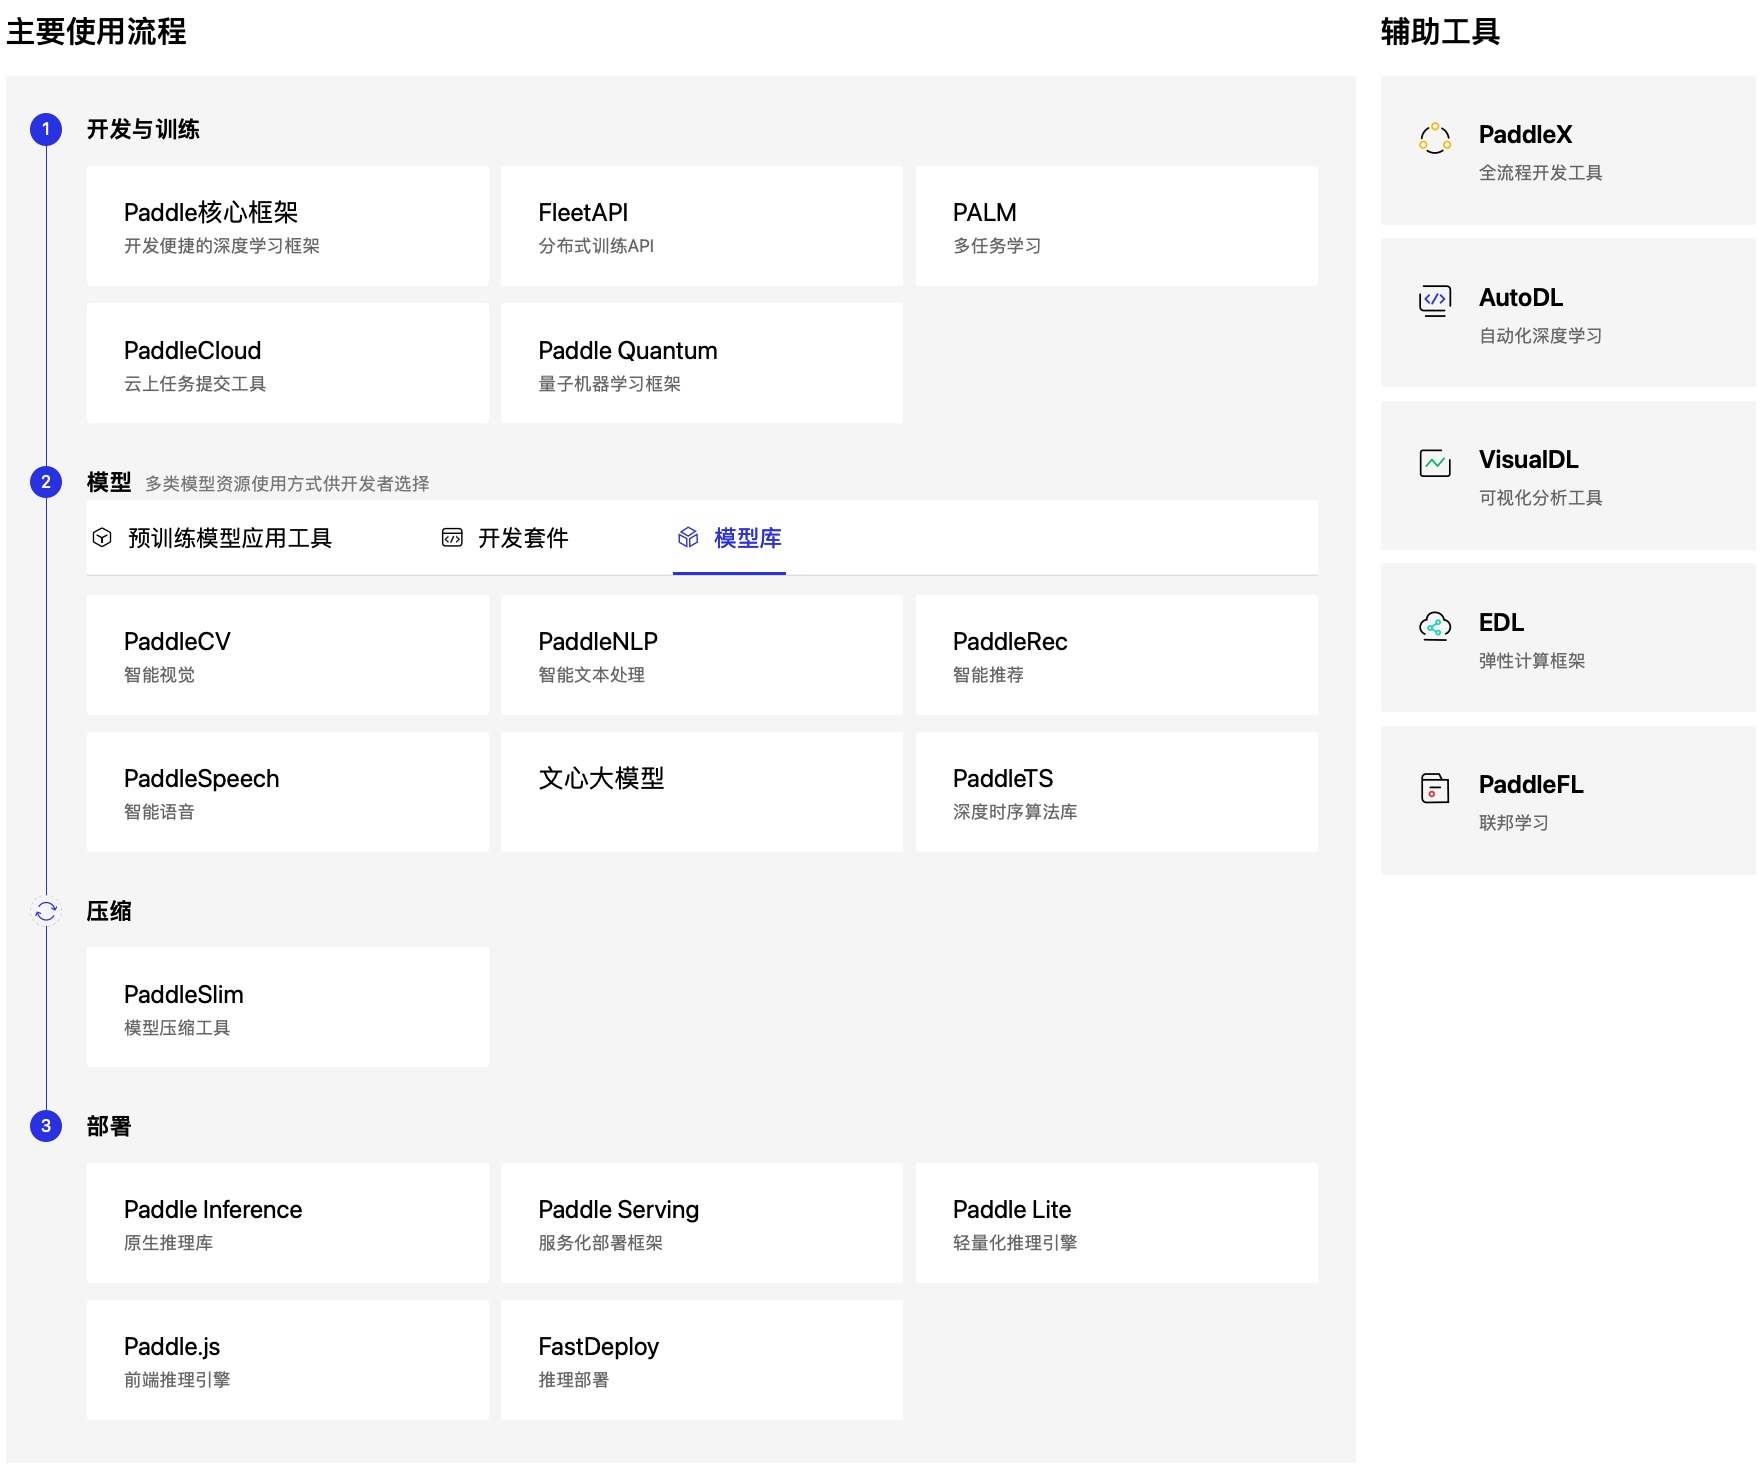 主要使用流程
1
开发与训练
Paddle核心框架
开发便捷的深度学习框架
FleetAPI
分布式训练API
PALM
多任务学习
PaddleCloud
云上任务提交工具
Paddle Quantum
量子机器学习框架
2
模型 多类模型资源使用方式供开发者选择
预训练模型应用工具
开发套件
模型库
PaddleCV
智能视觉
PaddleNLP
智能文本处理
PaddleRec
智能推荐
PaddleSpeech
智能语音
文心大模型
PaddleTS
深度时序算法库
压缩
PaddleSlim
模型压缩工具
3
部署
Paddle Inference
原生推理库
Paddle Serving
服务化部署框架
Paddle Lite
轻量化推理引擎
Paddle.js
前端推理引擎
FastDeploy
推理部署
辅助工具
PaddleX
全流程开发工具
AutoDL
自动化深度学习
VisualDL
可视化分析工具
EDL
弹性计算框架
PaddleFL
联邦学习